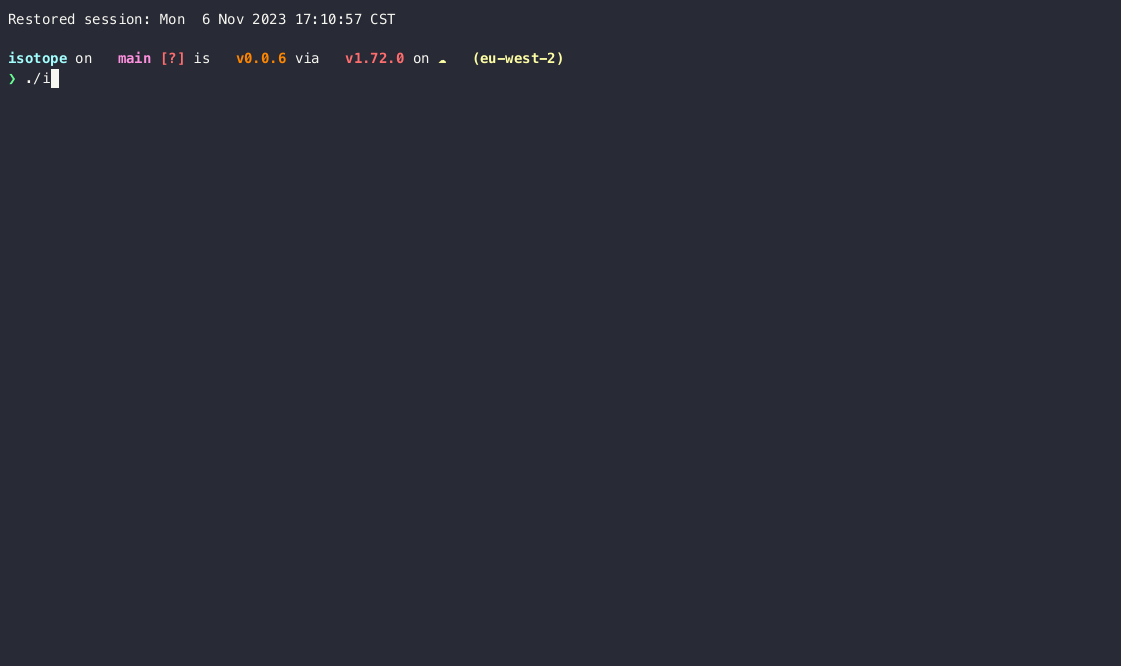 Restored session: Mon  6 Nov 2023 17:10:57 CST
isotope on   main [?] is   v0.0.6 via   v1.72.0 on ☁   (eu-west-2)
❯ ./i